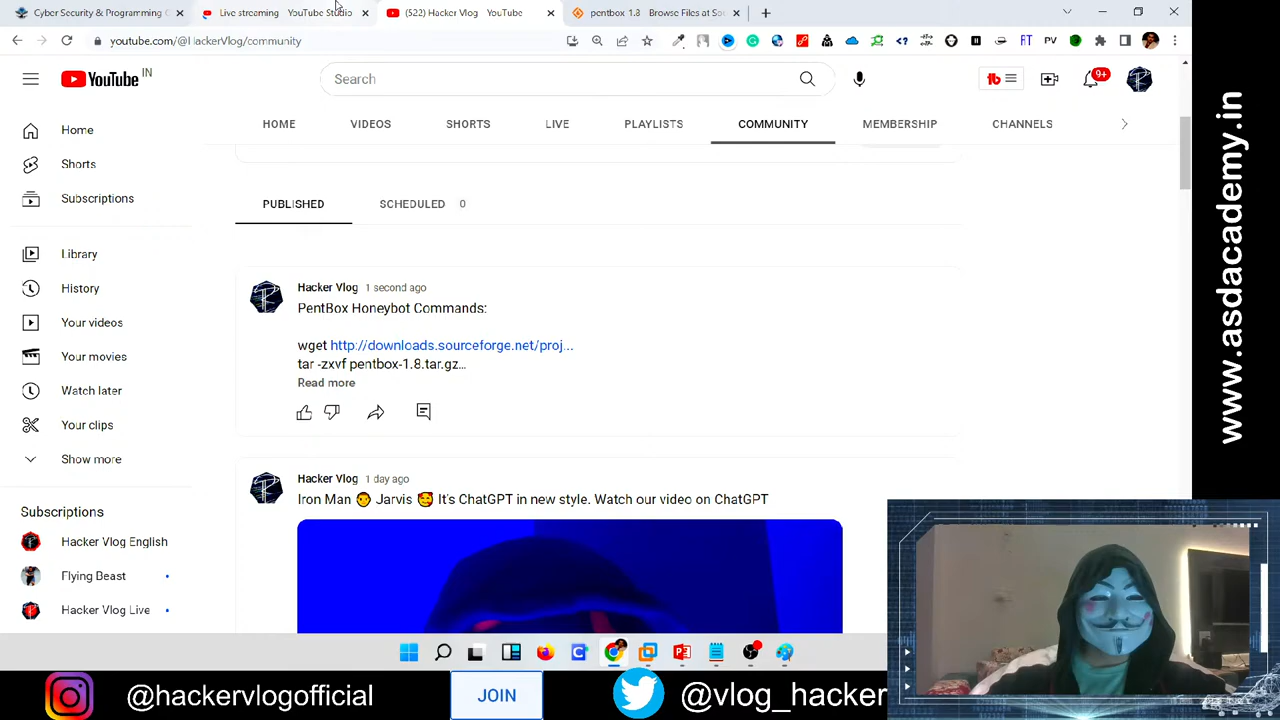 Cyber Security & Programming C
Live streaming - YouTube Studio
(522) Hacker Vlog - YouTube
pentbox 1.8 - Browse Files at So
youtube.com/@HackerVlog/community
YouTube IN
Search
9+
HOME
VIDEOS
SHORTS
LIVE
PLAYLISTS
COMMUNITY
MEMBERSHIP
CHANNELS
Home
Shorts
Subscriptions
Library
History
Your videos
Your movies
Watch later
Your clips
Show more
Subscriptions
Hacker Vlog English
Flying Beast
Hacker Vlog Live
PUBLISHED
SCHEDULED 0
Hacker Vlog 1 second ago
PentBox Honeybot Commands:
wget http://downloads.sourceforge.net/proj...
tar -zxvf pentbox-1.8.tar.gz...
Read more
Hacker Vlog 1 day ago
Iron Man 👨 Jarvis 🥰 It's ChatGPT in new style. Watch our video on ChatGPT
www.asdacademy.in
@hackervlogofficial
JOIN
@vlog_hacker